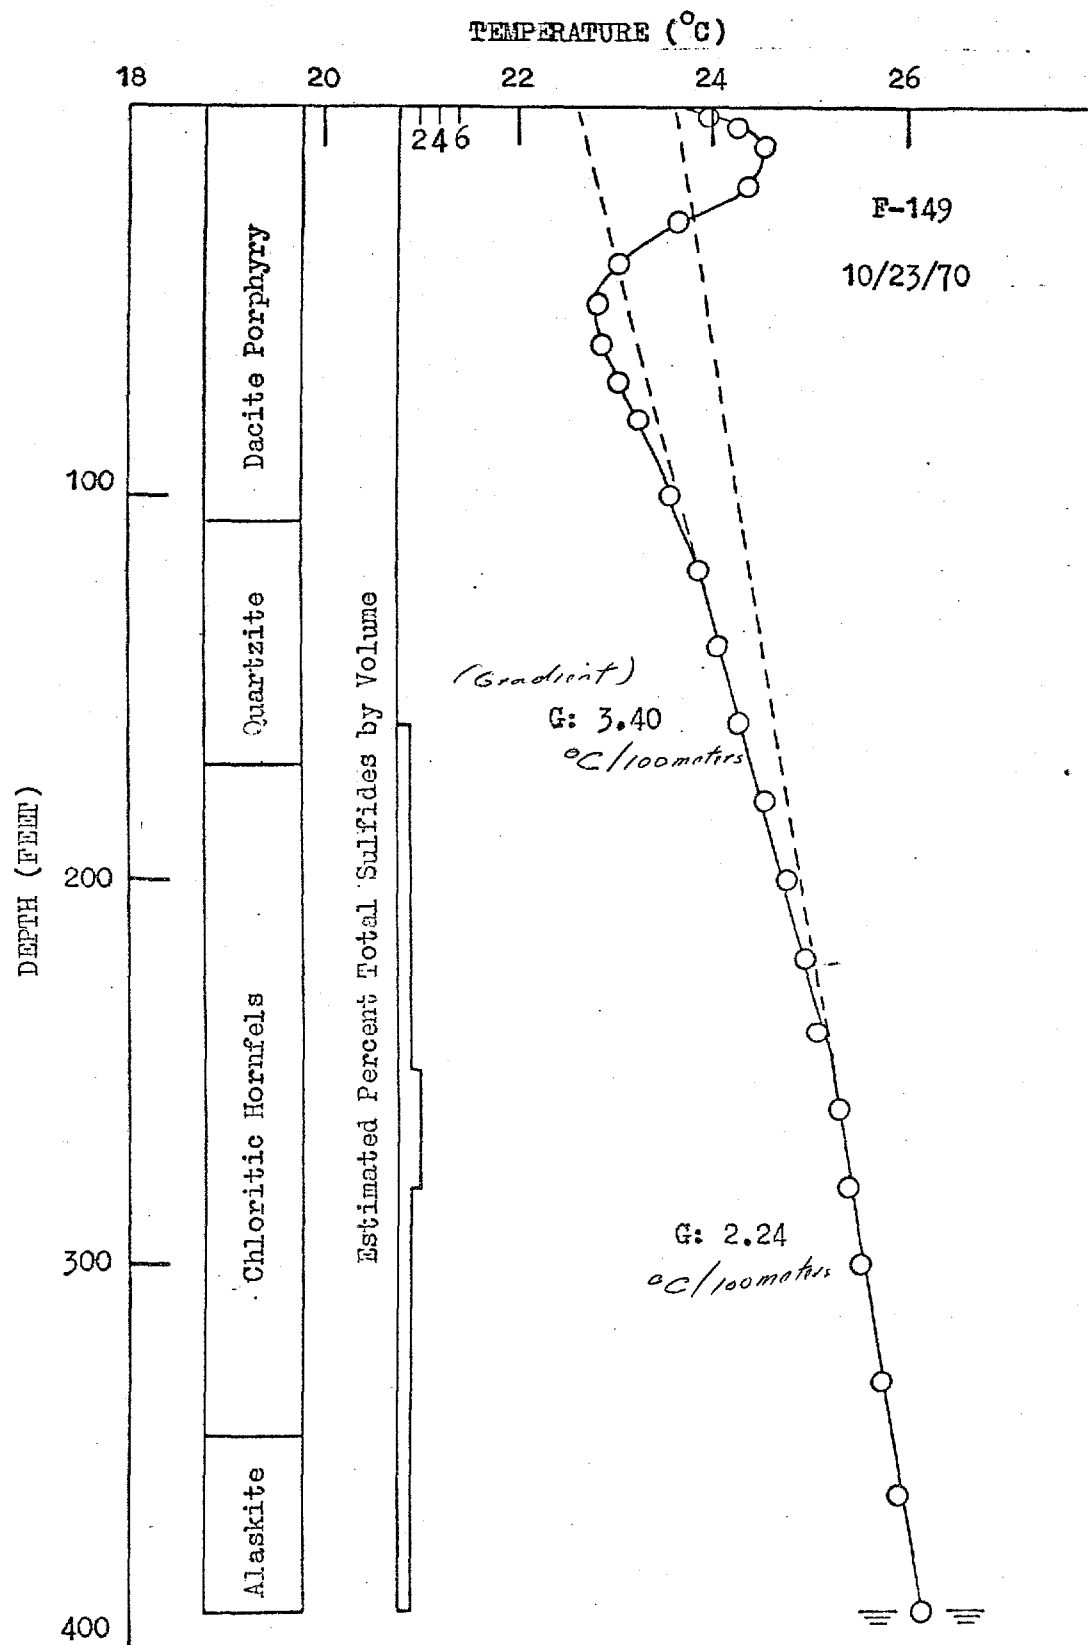 TEMPERATURE (°C)
18 20 22 24 26
2 4 6
F-149
10/23/70
Dacite Porphyry
100
Quartzite
Estimated Percent Total Sulfides by Volume
(Gradient)
G: 3.40
°C/100meters
DEPTH (FEET)
200
Chloritic Hornfels
G: 2.24
°C/100meters
300
Alaskite
400